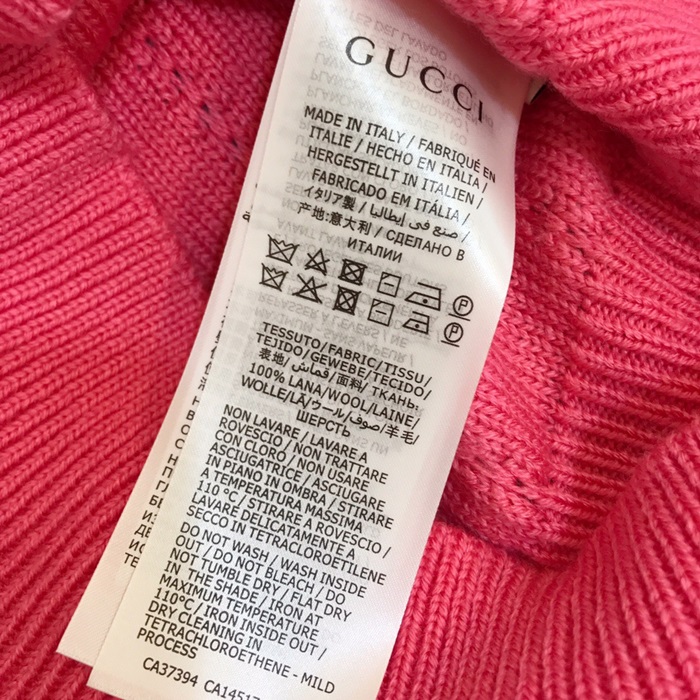 GUCCI
MADE IN ITALY / FABRIQUÉ EN
ITALIE / HECHO EN ITALIA /
HERGESTELLT IN ITALIEN /
FABRICADO EM ITÁLIA /
イタリア製 / صنع في إيطاليا /
产地:意大利 / СДЕЛАНО В
ИТАЛИИ
TESSUTO/FABRIC/TISSU/
TEJIDO/GEWEBE/TECIDO/
表地/قماش/面料/ ТКАНЬ:
100% LANA/WOOL/LAINE/
WOLLE/LÃ/ウール/صوف/羊毛/
ШЕРСТЬ
NON LAVARE / LAVARE A
ROVESCIO / NON TRATTARE
CON CLORO / NON USARE
ASCIUGATRICE / ASCIUGARE
IN PIANO IN OMBRA / STIRARE
A TEMPERATURA MASSIMA
110 °C / STIRARE A ROVESCIO /
LAVARE DELICATAMENTE A
SECCO IN TETRACLOROETILENE
DO NOT WASH / WASH INSIDE
OUT / DO NOT BLEACH / DO
NOT TUMBLE DRY / FLAT DRY
IN THE SHADE / IRON AT
MAXIMUM TEMPERATURE
110°C / IRON INSIDE OUT /
DRY CLEANING IN
TETRACHLOROETHENE - MILD
PROCESS
CA37394 CA14517